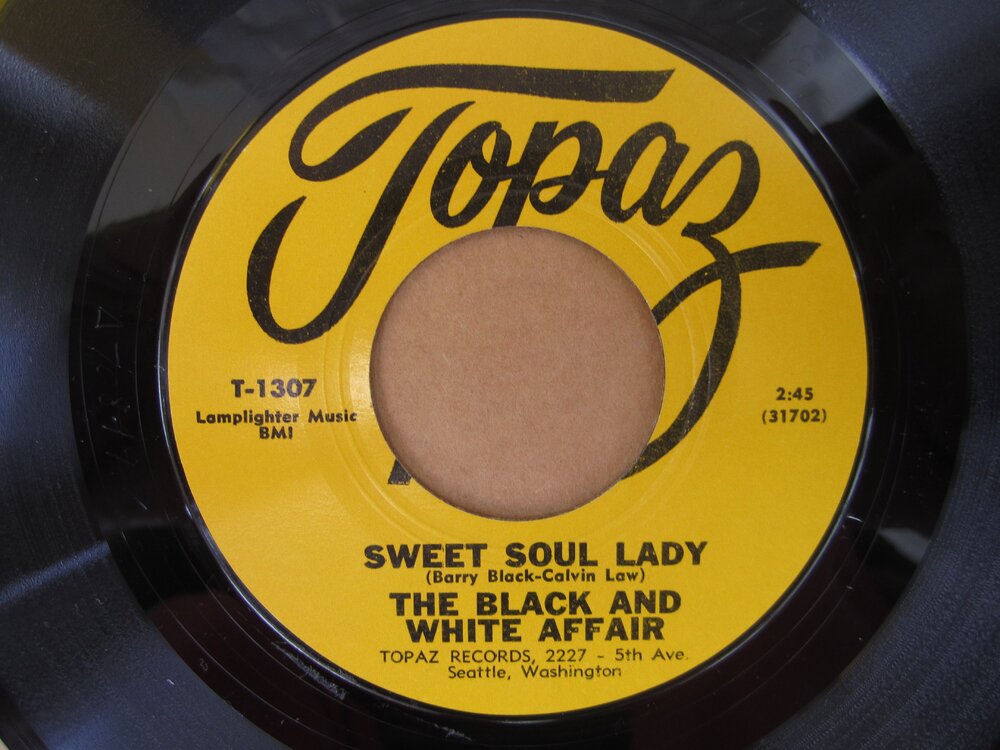 Topaz
T-1307
Lamplighter Music
BMI
2:45
(31702)
SWEET SOUL LADY
(Barry Black-Calvin Law)
THE BLACK AND
WHITE AFFAIR
TOPAZ RECORDS, 2227 - 5th Ave.
Seattle, Washington